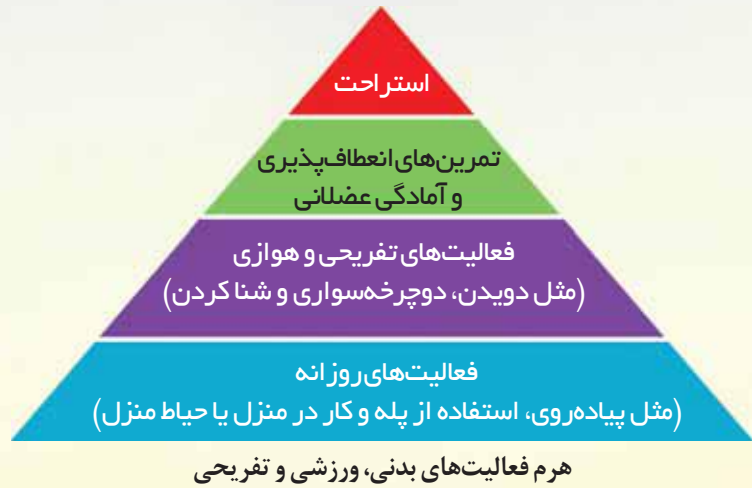 استراحت
تمرین‌های انعطاف‌پذیری
و آمادگی عضلانی
فعالیت‌های تفریحی و هوازی
(مثل دویدن، دوچرخه‌سواری و شنا کردن)
فعالیت‌های روزانه
(مثل پیاده‌روی، استفاده از پله و کار در منزل یا حیاط منزل)
هرم فعالیت‌های بدنی، ورزشی و تفریحی